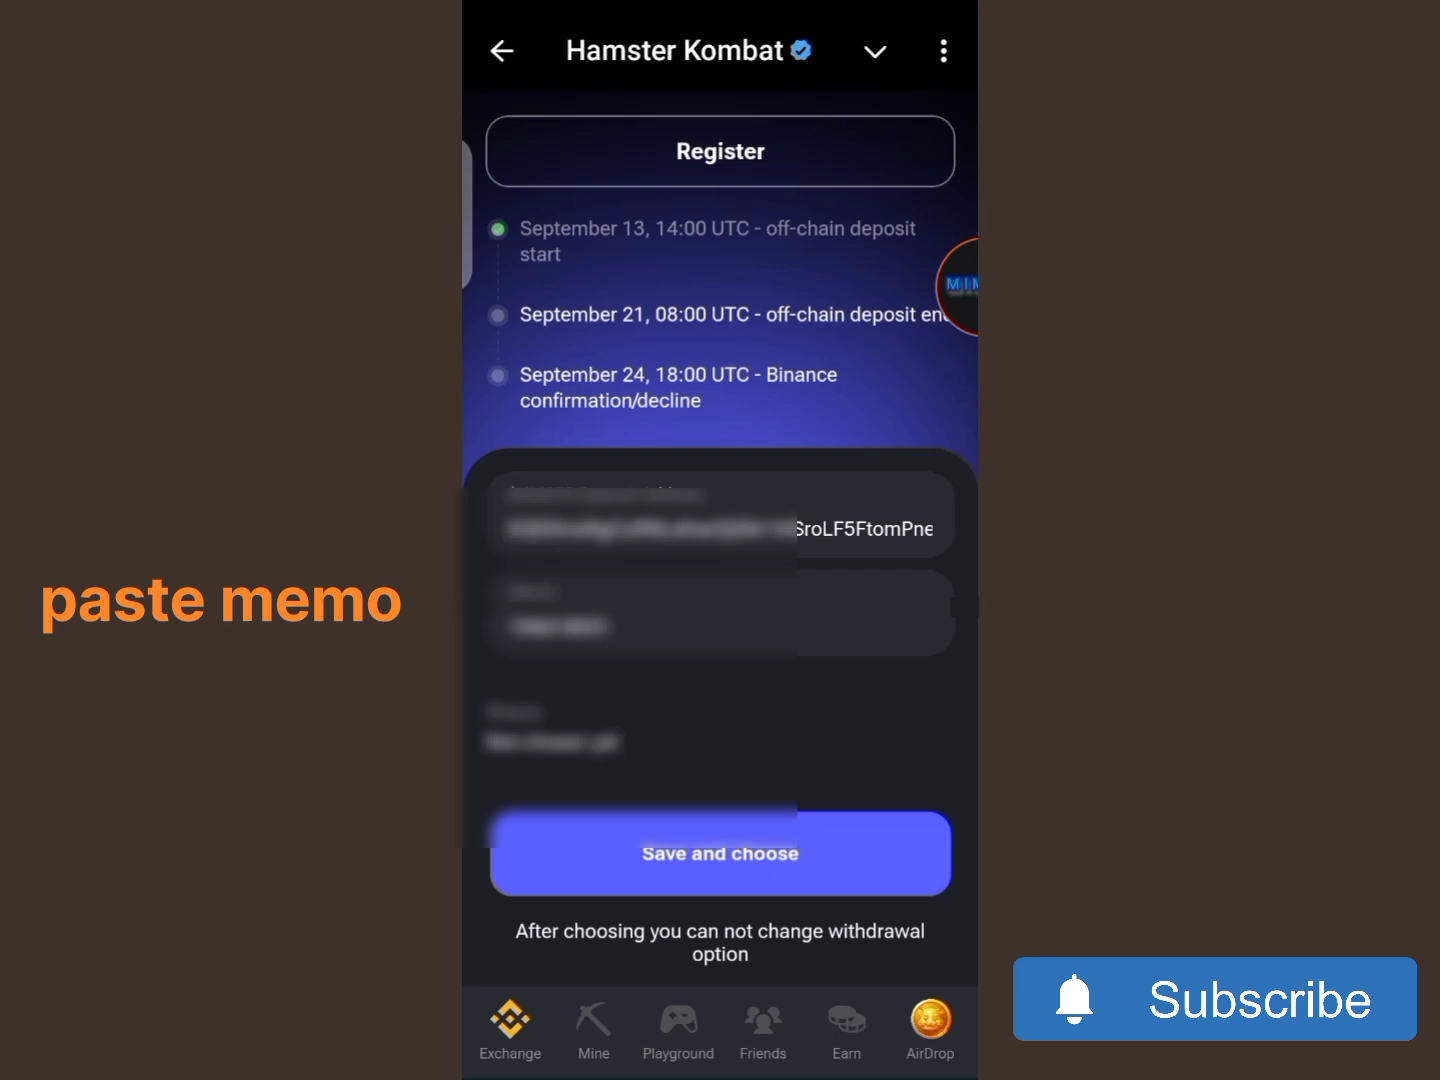 Hamster Kombat
Register
September 13, 14:00 UTC - off-chain deposit
start
September 21, 08:00 UTC - off-chain deposit
September 24, 18:00 UTC - Binance
confirmation/decline
SroLF5FtomPne
paste memo
Save and choose
After choosing you can not change withdrawal
option
Subscribe
Exchange
Mine
Playground
Friends
Earn
AirDrop